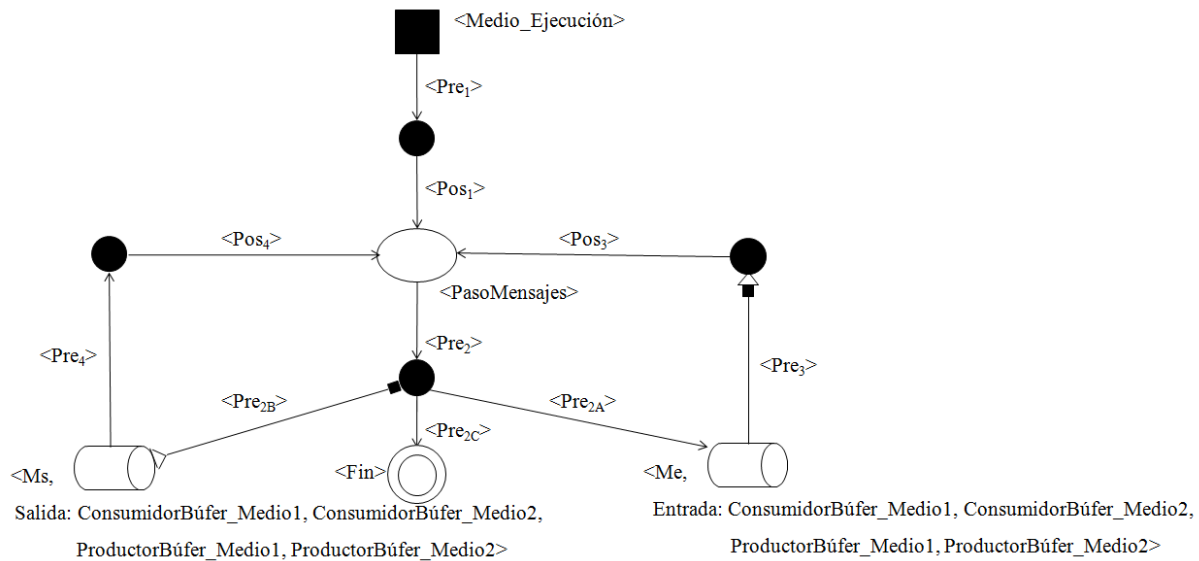 <Medio_Ejecución>
<Pre1>
<Pos1>
<Pos4>
<Pos3>
<PasoMensajes>
<Pre4>
<Pre2>
<Pre3>
<Pre2B>
<Pre2A>
<Pre2C>
<Ms,
<Fin>
<Me,
Salida: ConsumidorBúfer_Medio1, ConsumidorBúfer_Medio2,
ProductorBúfer_Medio1, ProductorBúfer_Medio2>
Entrada: ConsumidorBúfer_Medio1, ConsumidorBúfer_Medio2,
ProductorBúfer_Medio1, ProductorBúfer_Medio2>